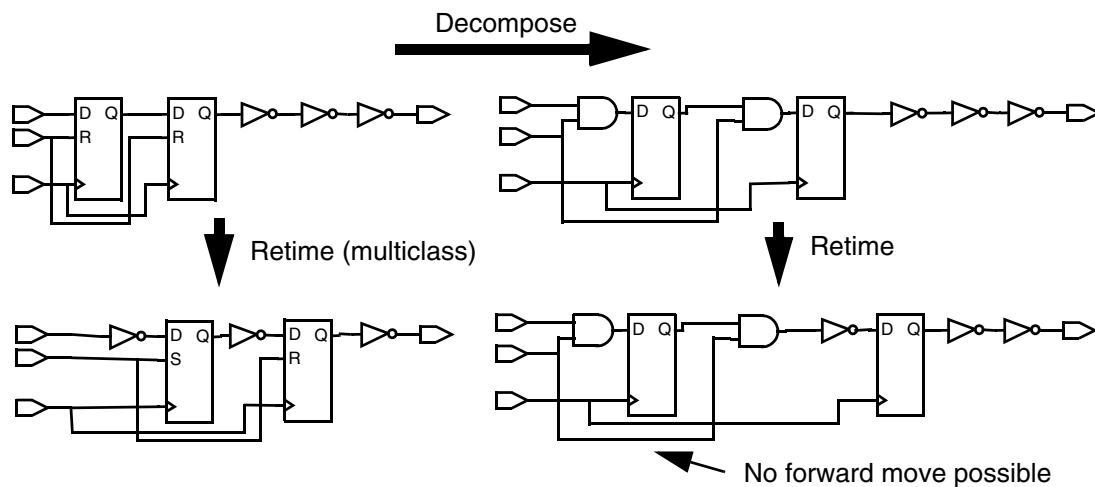 Decompose
D Q
R
D Q
R
D Q
D Q
Retime (multiclass)
Retime
D Q
S
D Q
R
D Q
D Q
No forward move possible